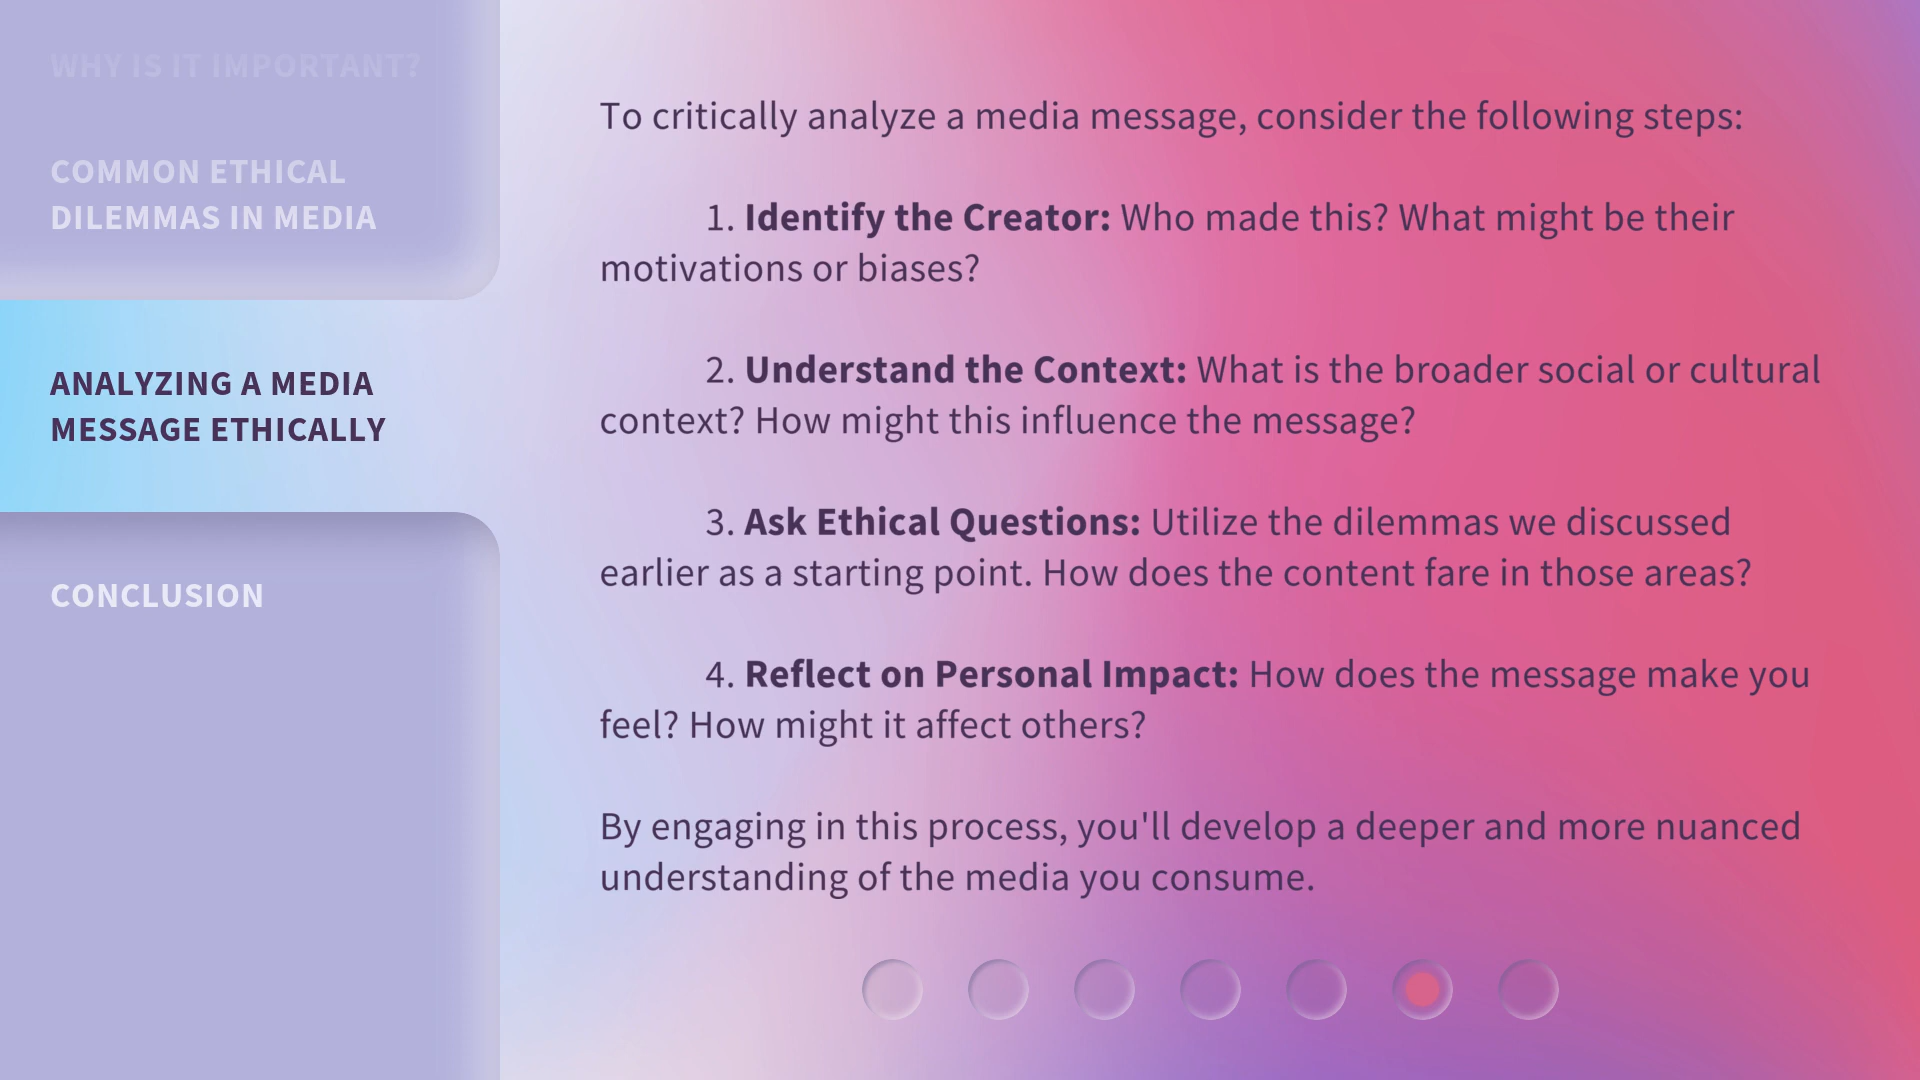 WHY IS IT IMPORTANT?
COMMON ETHICAL
DILEMMAS IN MEDIA
ANALYZING A MEDIA
MESSAGE ETHICALLY
CONCLUSION
To critically analyze a media message, consider the following steps:
1. Identify the Creator: Who made this? What might be their
motivations or biases?
2. Understand the Context: What is the broader social or cultural
context? How might this influence the message?
3. Ask Ethical Questions: Utilize the dilemmas we discussed
earlier as a starting point. How does the content fare in those areas?
4. Reflect on Personal Impact: How does the message make you
feel? How might it affect others?
By engaging in this process, you'll develop a deeper and more nuanced
understanding of the media you consume.